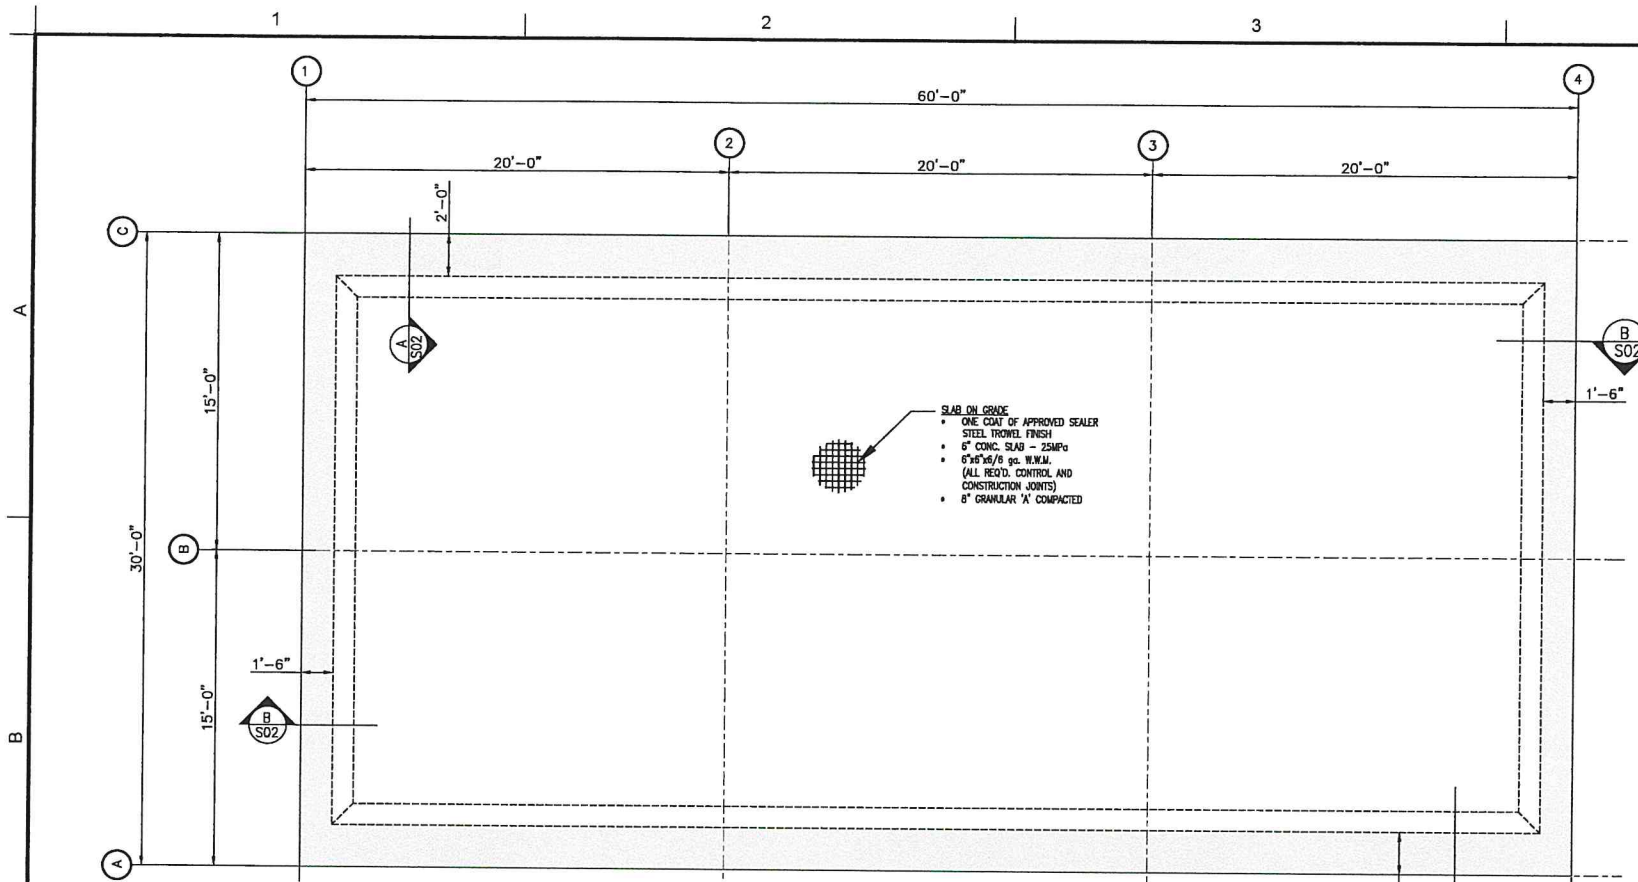 1
2
3
1
4
60'-0"
2
3
20'-0"
20'-0"
20'-0"
2'-0"
C
A
A
S02
B
S02
15'-0"
1'-6"
SLAB ON GRADE
• ONE COAT OF APPROVED SEALER
STEEL TROWEL FINISH
• 6" CONC. SLAB - 25MPa
• 6"x6"x6/6 ga. W.W.M.
(ALL REQ'D. CONTROL AND
CONSTRUCTION JOINTS)
• 8" GRANULAR 'A' COMPACTED
30'-0"
B
1'-6"
15'-0"
B
S02
B
A